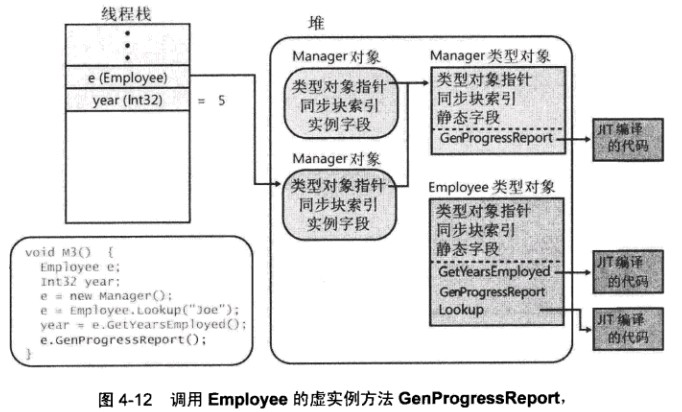 线程栈
e (Employee)
year (Int32)
= 5
堆
Manager 对象
类型对象指针
同步块索引
实例字段
Manager 对象
类型对象指针
同步块索引
实例字段
Manager 类型对象
类型对象指针
同步块索引
静态字段
GenProgressReport
JIT 编译
的代码
Employee 类型对象
类型对象指针
同步块索引
静态字段
GetYearsEmployed
GenProgressReport
Lookup
JIT 编译
的代码
JIT 编译
的代码
void M3() {
Employee e;
Int32 year;
e = new Manager();
e = Employee.Lookup("Joe");
year = e.GetYearsEmployed();
e.GenProgressReport();
}
图 4-12 调用 Employee 的虚实例方法 GenProgressReport，